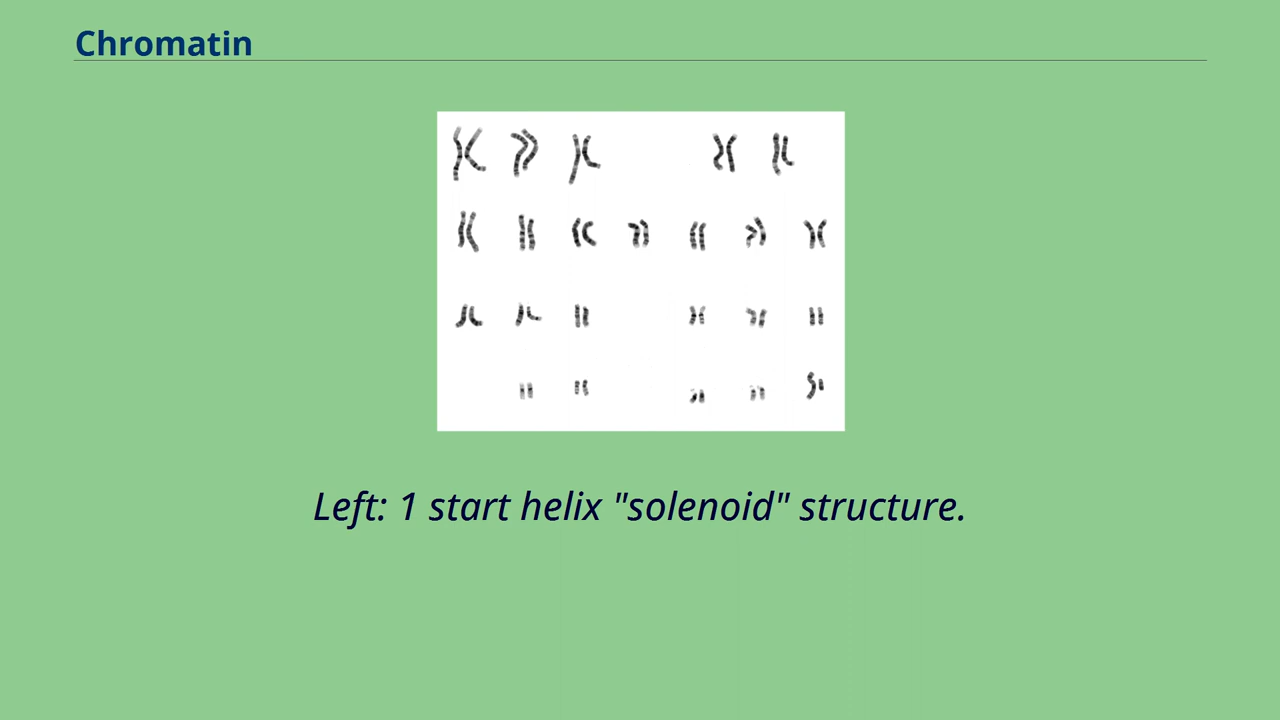 Chromatin
Left: 1 start helix "solenoid" structure.